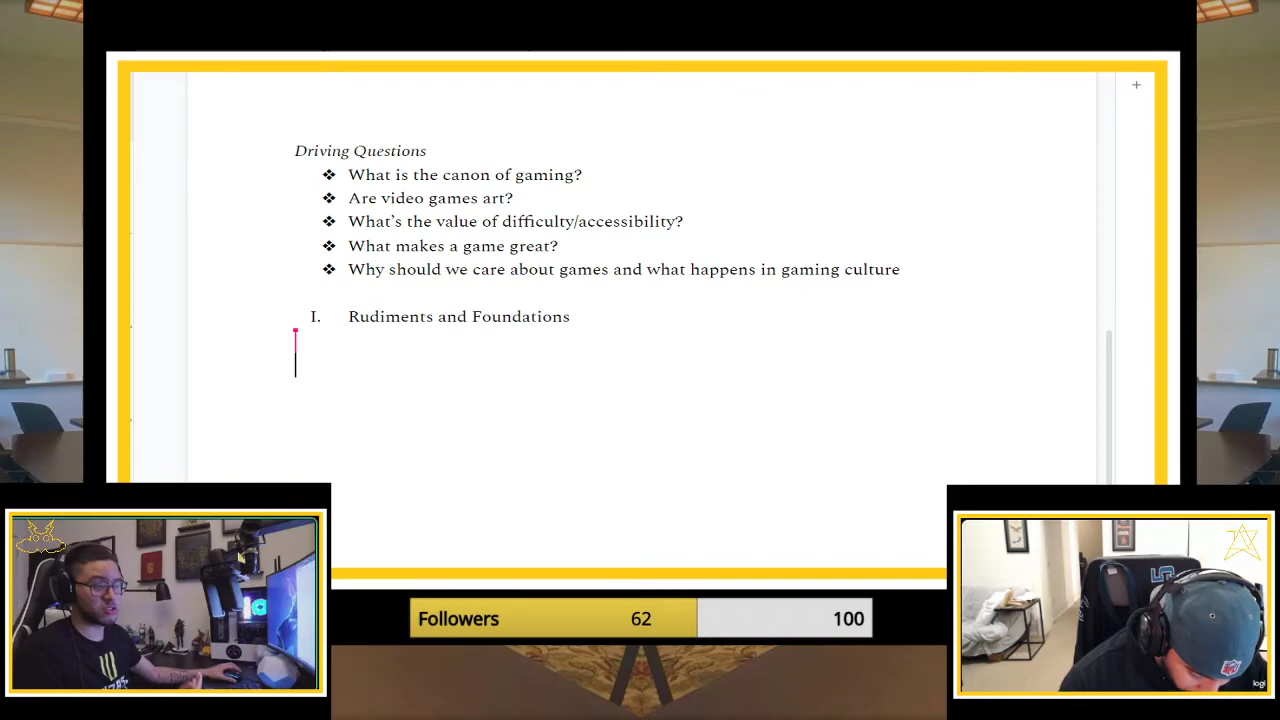 Driving Questions
❖ What is the canon of gaming?
❖ Are video games art?
❖ What's the value of difficulty/accessibility?
❖ What makes a game great?
❖ Why should we care about games and what happens in gaming culture
I. Rudiments and Foundations
Followers 62 100
NFL
logi